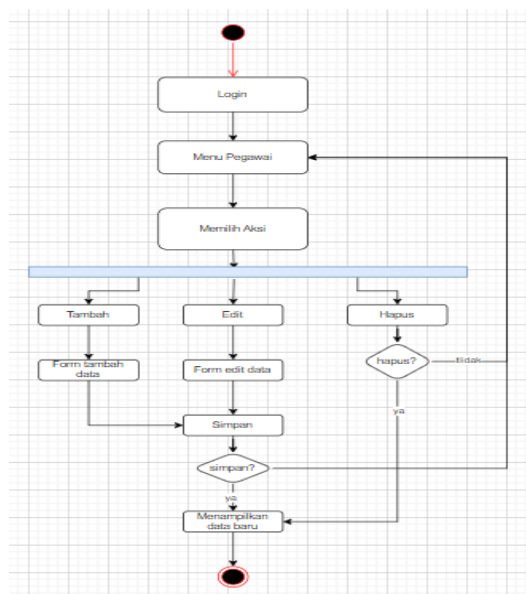 Login
Menu Pegawai
Memilih Aksi
Tambah
Edit
Hapus
Form tambah
data
Form edit data
hapus?
tidak
ya
Simpan
simpan?
ya
Menampilkan
data baru